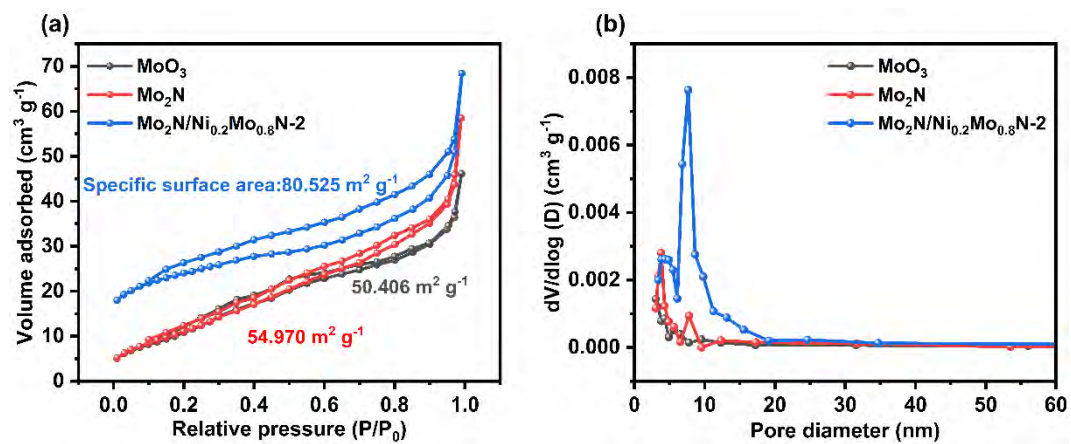 (a)
MoO₃
Mo₂N
Mo₂N/Ni₀.₂Mo₀.₈N-2
Specific surface area:80.525 m² g⁻¹
50.406 m² g⁻¹
54.970 m² g⁻¹
Volume adsorbed (cm³ g⁻¹)
70
60
50
40
30
20
10
0
0.0 0.2 0.4 0.6 0.8 1.0
Relative pressure (P/P₀)
(b)
MoO₃
Mo₂N
Mo₂N/Ni₀.₂Mo₀.₈N-2
dV/dlog (D) (cm³ g⁻¹)
0.008
0.006
0.004
0.002
0.000
0 10 20 30 40 50 60
Pore diameter (nm)